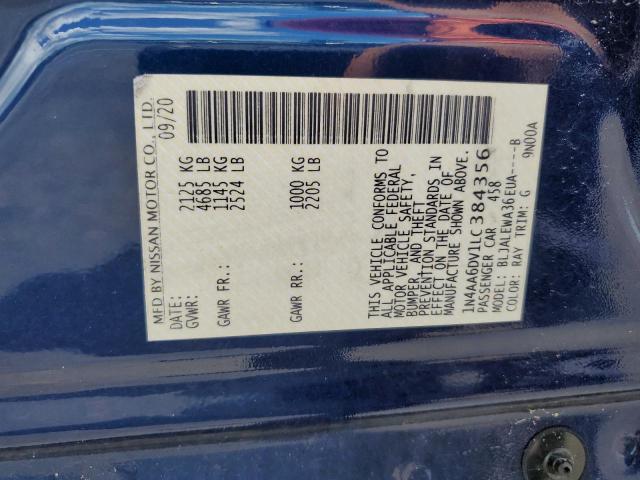 MFD BY NISSAN MOTOR CO., LTD.
DATE: 09/20
GVWR: 2125 KG
4685 LB
GAWR FR.: 1145 KG
2524 LB
GAWR RR.: 1000 KG
2205 LB
THIS VEHICLE CONFORMS TO
ALL APPLICABLE FEDERAL
MOTOR VEHICLE SAFETY,
BUMPER, AND THEFT
PREVENTION STANDARDS IN
EFFECT ON THE DATE OF
MANUFACTURE SHOWN ABOVE.
1N4AA6DV1LC384356
PASSENGER CAR 458
MODEL: BLJALEWA36EUA----B
COLOR: RAY TRIM: G 9N00A